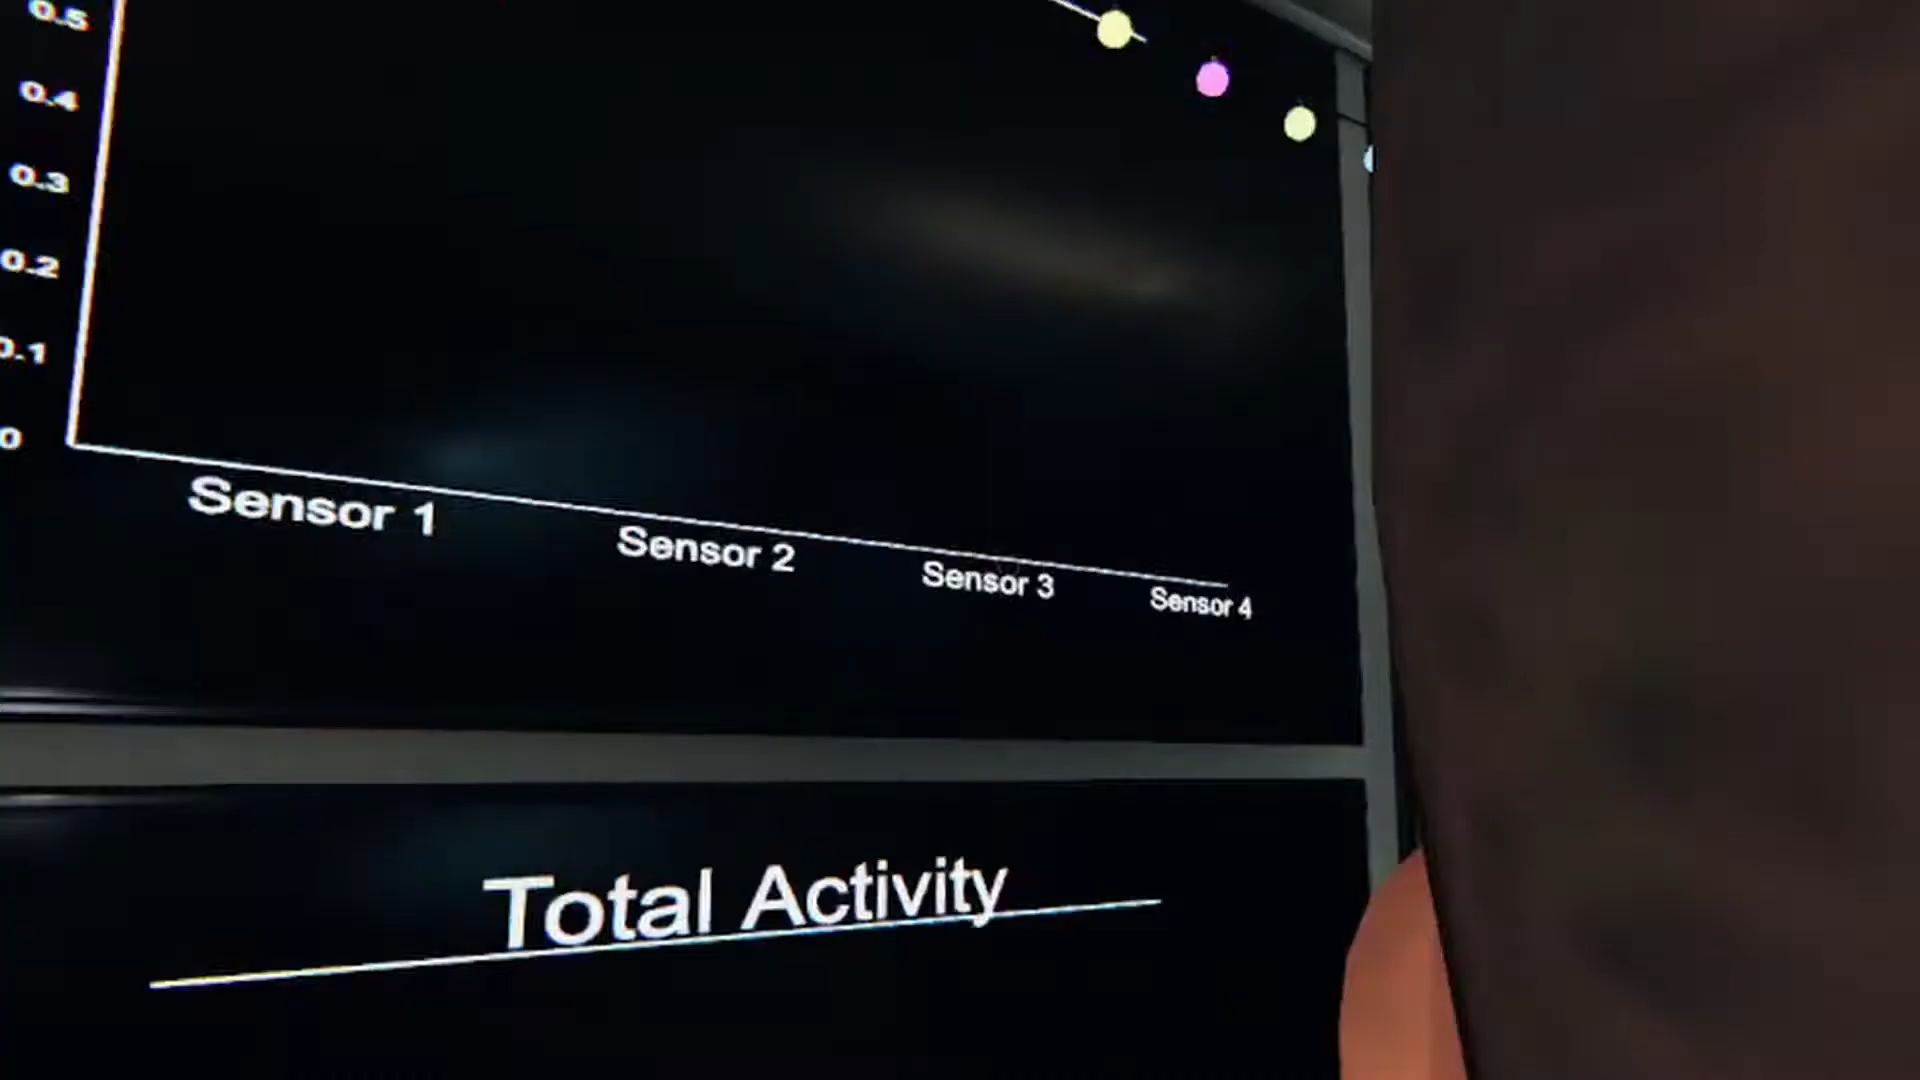 0.5
0.4
0.3
0.2
0.1
0
Sensor 1
Sensor 2
Sensor 3
Sensor 4
Total Activity